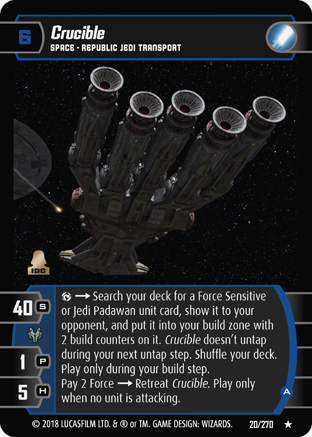 6
Crucible
SPACE - REPUBLIC JEDI TRANSPORT
IDC
40 S
1 P
5 H
→ Search your deck for a Force Sensitive
or Jedi Padawan unit card, show it to your
opponent, and put it into your build zone with
2 build counters on it. Crucible doesn't untap
during your next untap step. Shuffle your deck.
Play only during your build step.
Pay 2 Force → Retreat Crucible. Play only
when no unit is attacking.
A
© 2018 LUCASFILM LTD. & ® or TM. GAME DESIGN: WIZARDS.
20/270 ★